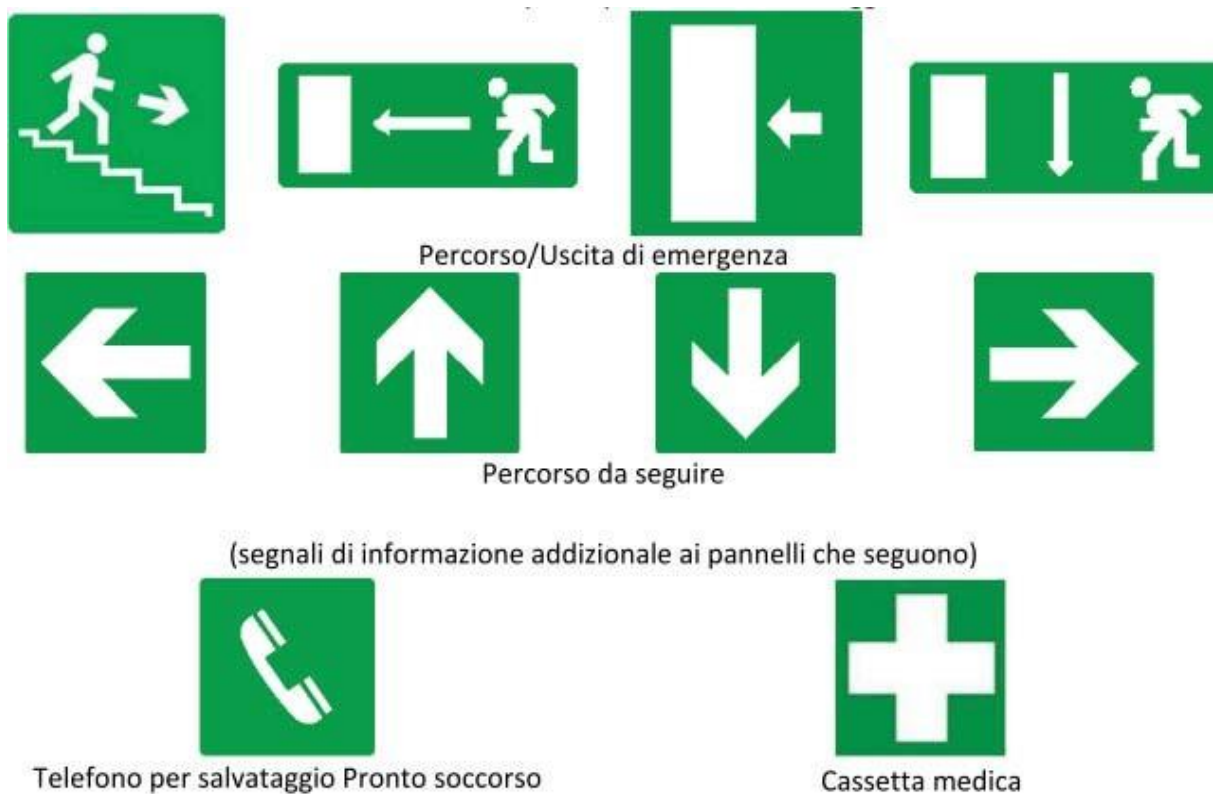 Percorso/Uscita di emergenza
Percorso da seguire
(segnali di informazione addizionale ai pannelli che seguono)
Telefono per salvataggio Pronto soccorso
Cassetta medica